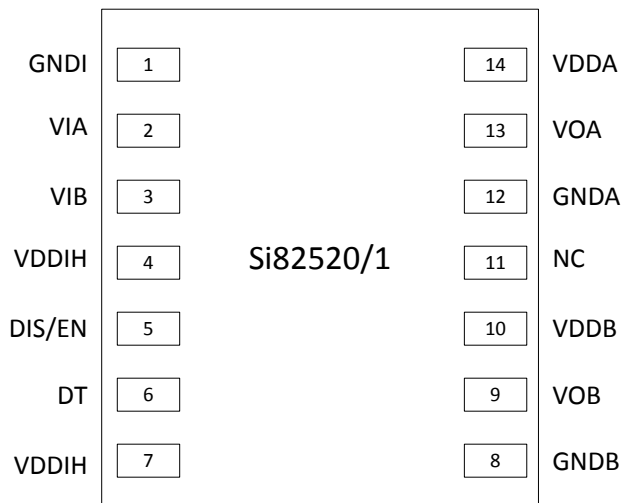 GNDI 1 14 VDDA
VIA 2 13 VOA
VIB 3 12 GNDA
VDDIH 4 Si82520/1 11 NC
DIS/EN 5 10 VDDB
DT 6 9 VOB
VDDIH 7 8 GNDB